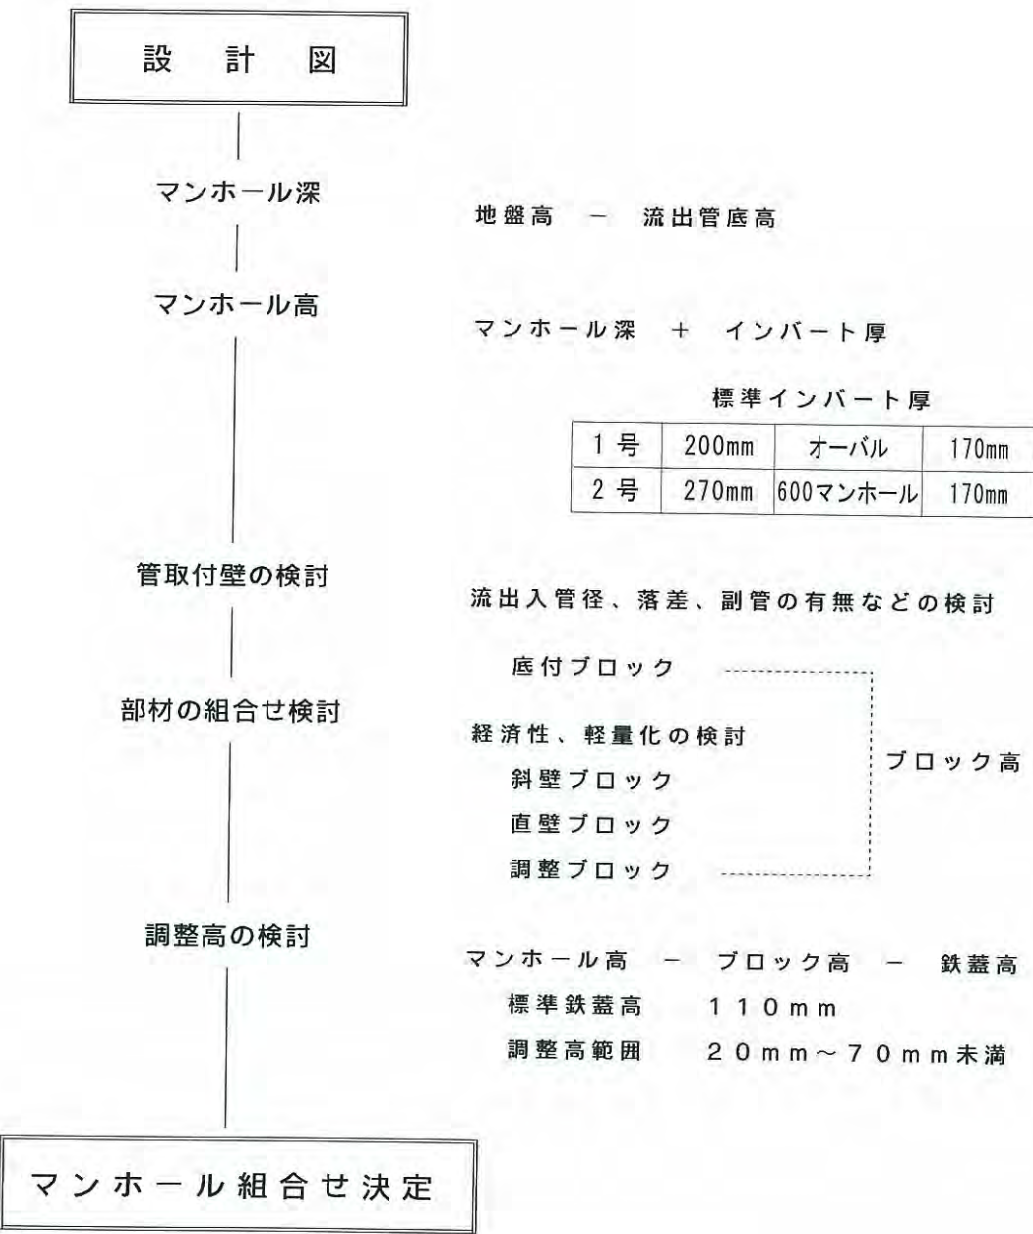 設 計 図
マンホール深
地盤高 － 流出管底高
マンホール高
マンホール深 ＋ インバート厚
標準インバート厚
1号 200mm オーバル 170mm
2号 270mm 600マンホール 170mm
管取付壁の検討
流出入管径、落差、副管の有無などの検討
底付ブロック
部材の組合せ検討
経済性、軽量化の検討
ブロック高
斜壁ブロック
直壁ブロック
調整ブロック
調整高の検討
マンホール高 － ブロック高 － 鉄蓋高
標準鉄蓋高 110mm
調整高範囲 20mm～70mm未満
マンホール組合せ決定